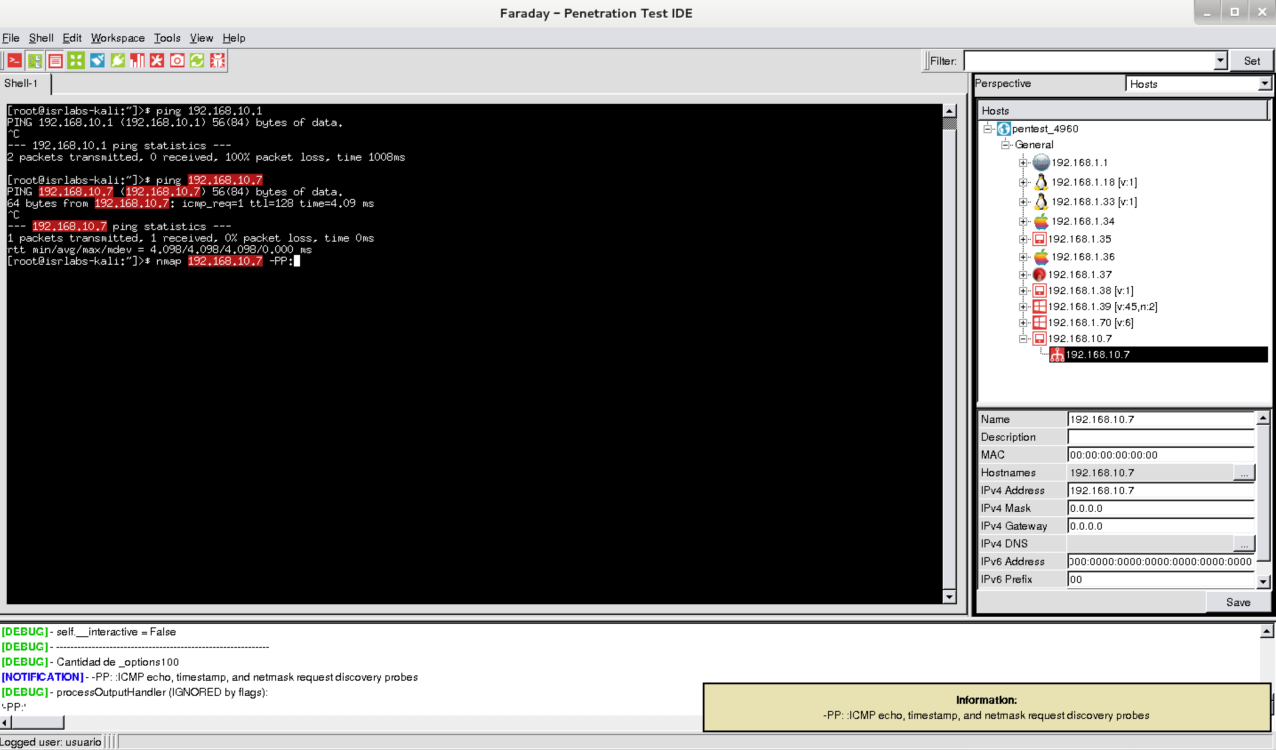 Faraday – Penetration Test IDE
File Shell Edit Workspace Tools View Help
Filter:
Set
Shell-1
[root@isrlabs-kali:~]># ping 192.168.10.1
PING 192.168.10.1 (192.168.10.1) 56(84) bytes of data.
^C
--- 192.168.10.1 ping statistics ---
2 packets transmitted, 0 received, 100% packet loss, time 1008ms
[root@isrlabs-kali:~]># ping 192.168.10.7
PING 192.168.10.7 (192.168.10.7) 56(84) bytes of data.
64 bytes from 192.168.10.7: icmp_req=1 ttl=128 time=4.09 ms
^C
--- 192.168.10.7 ping statistics ---
1 packets transmitted, 1 received, 0% packet loss, time 0ms
rtt min/avg/max/mdev = 4.098/4.098/4.098/0.000 ms
[root@isrlabs-kali:~]># nmap 192.168.10.7 -PP:
Perspective
Hosts
Hosts
pentest_4960
General
192.168.1.1
192.168.1.18 [v:1]
192.168.1.33 [v:1]
192.168.1.34
192.168.1.35
192.168.1.36
192.168.1.37
192.168.1.38 [v:1]
192.168.1.39 [v:45,n:2]
192.168.1.70 [v:6]
192.168.10.7
192.168.10.7
Name 192.168.10.7
Description
MAC 00:00:00:00:00:00
Hostnames 192.168.10.7 ...
IPv4 Address 192.168.10.7
IPv4 Mask 0.0.0.0
IPv4 Gateway 0.0.0.0
IPv4 DNS ...
IPv6 Address 000:0000:0000:0000:0000:0000:0000
IPv6 Prefix 00
Save
[DEBUG] - self.__interactive = False
[DEBUG] - ------------------------------------------------------------
[DEBUG] - Cantidad de _options100
[NOTIFICATION] - -PP: :ICMP echo, timestamp, and netmask request discovery probes
[DEBUG] - processOutputHandler (IGNORED by flags):
'-PP:'
Information:
-PP: :ICMP echo, timestamp, and netmask request discovery probes
Logged user: usuario